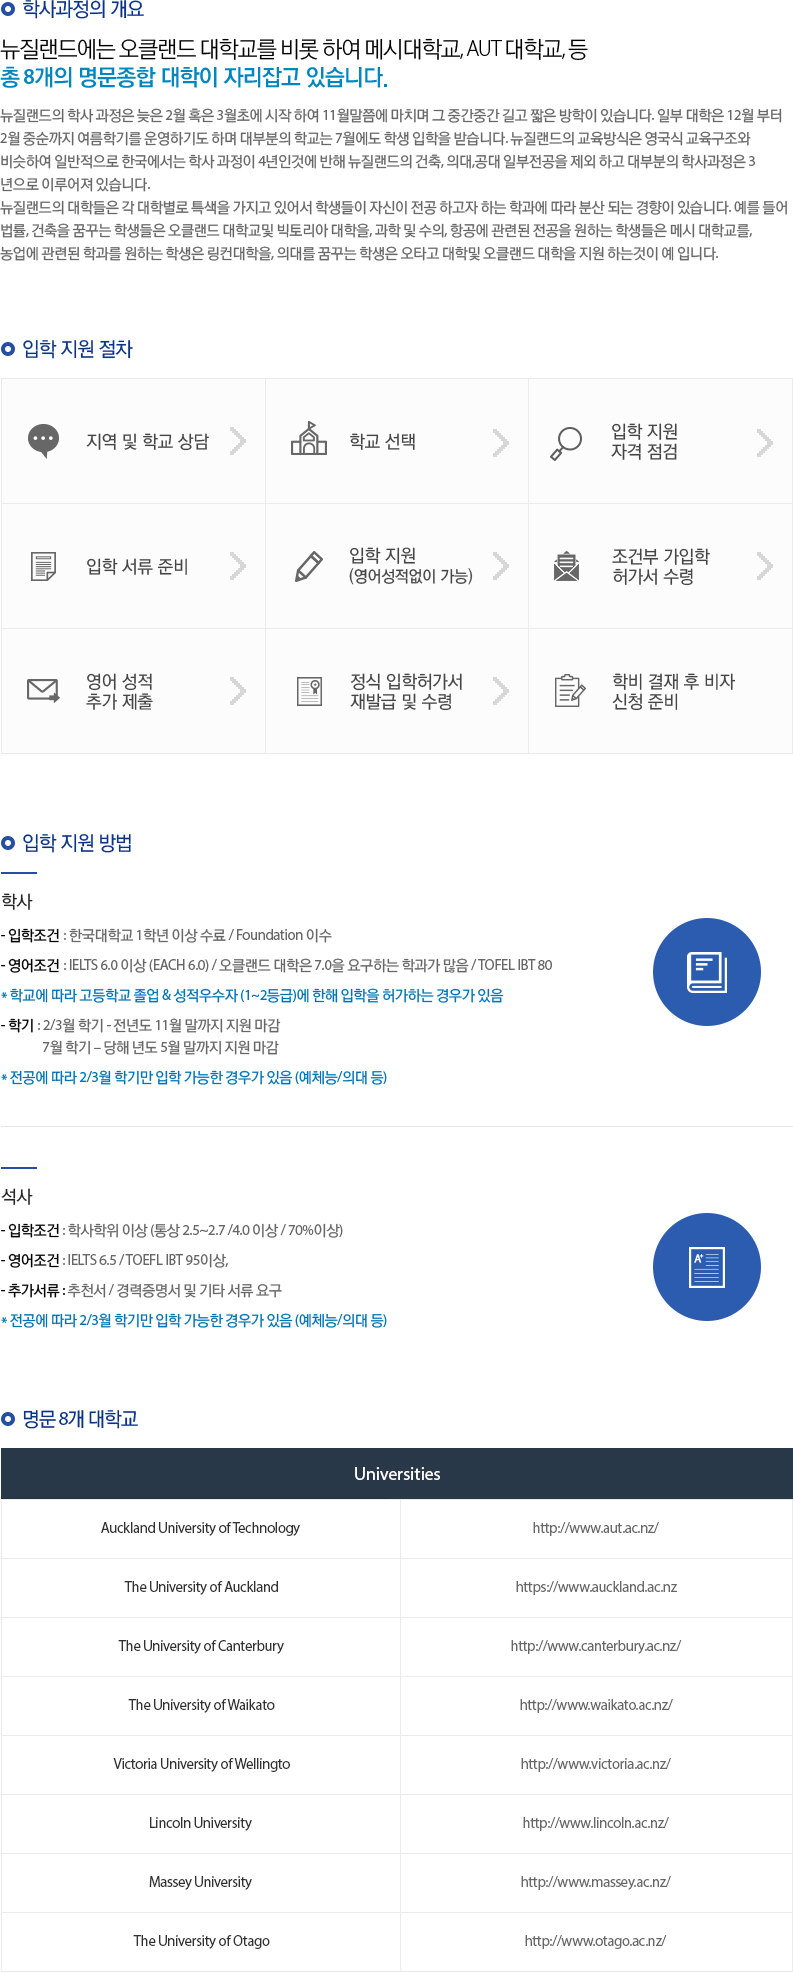 학사과정의 개요
뉴질랜드에는 오클랜드 대학교를 비롯 하여 메시대학교, AUT 대학교, 등
총 8개의 명문종합 대학이 자리잡고 있습니다.
뉴질랜드의 학사 과정은 늦은 2월 혹은 3월초에 시작 하여 11월말쯤에 마치며 그 중간중간 길고 짧은 방학이 있습니다. 일부 대학은 12월 부터
2월 중순까지 여름학기를 운영하기도 하며 대부분의 학교는 7월에도 학생 입학을 받습니다. 뉴질랜드의 교육방식은 영국식 교육구조와
비슷하여 일반적으로 한국에서는 학사 과정이 4년인것에 반해 뉴질랜드의 건축, 의대,공대 일부전공을 제외 하고 대부분의 학사과정은 3
년으로 이루어져 있습니다.
뉴질랜드의 대학들은 각 대학별로 특색을 가지고 있어서 학생들이 자신이 전공 하고자 하는 학과에 따라 분산 되는 경향이 있습니다. 예를 들어
법률, 건축을 꿈꾸는 학생들은 오클랜드 대학교및 빅토리아 대학을, 과학 및 수의, 항공에 관련된 전공을 원하는 학생들은 메시 대학교를,
농업에 관련된 학과를 원하는 학생은 링컨대학을, 의대를 꿈꾸는 학생은 오타고 대학및 오클랜드 대학을 지원 하는것이 예 입니다.
입학 지원 절차
지역 및 학교 상담
학교 선택
입학 지원
자격 점검
입학 서류 준비
입학 지원
(영어성적없이 가능)
조건부 가입학
허가서 수령
영어 성적
추가 제출
정식 입학허가서
재발급 및 수령
학비 결재 후 비자
신청 준비
입학 지원 방법
학사
- 입학조건 : 한국대학교 1학년 이상 수료 / Foundation 이수
- 영어조건 : IELTS 6.0 이상 (EACH 6.0) / 오클랜드 대학은 7.0을 요구하는 학과가 많음 / TOFEL IBT 80
* 학교에 따라 고등학교 졸업 & 성적우수자 (1~2등급)에 한해 입학을 허가하는 경우가 있음
- 학기 : 2/3월 학기 - 전년도 11월 말까지 지원 마감
7월 학기 – 당해 년도 5월 말까지 지원 마감
* 전공에 따라 2/3월 학기만 입학 가능한 경우가 있음 (예체능/의대 등)
석사
- 입학조건 : 학사학위 이상 (통상 2.5~2.7 /4.0 이상 / 70%이상)
- 영어조건 : IELTS 6.5 / TOEFL IBT 95이상,
- 추가서류 : 추천서 / 경력증명서 및 기타 서류 요구
* 전공에 따라 2/3월 학기만 입학 가능한 경우가 있음 (예체능/의대 등)
A+
명문 8개 대학교
Universities
Auckland University of Technology http://www.aut.ac.nz/
The University of Auckland https://www.auckland.ac.nz
The University of Canterbury http://www.canterbury.ac.nz/
The University of Waikato http://www.waikato.ac.nz/
Victoria University of Wellingto http://www.victoria.ac.nz/
Lincoln University http://www.lincoln.ac.nz/
Massey University http://www.massey.ac.nz/
The University of Otago http://www.otago.ac.nz/